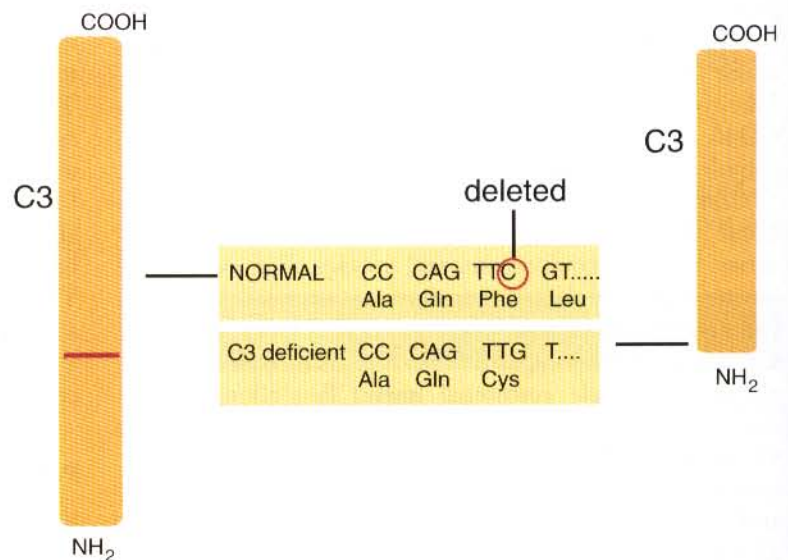 COOH
COOH
C3
C3
deleted
NORMAL CC CAG TTC GT.....
Ala Gln Phe Leu
C3 deficient CC CAG TTG T....
Ala Gln Cys
NH2
NH2